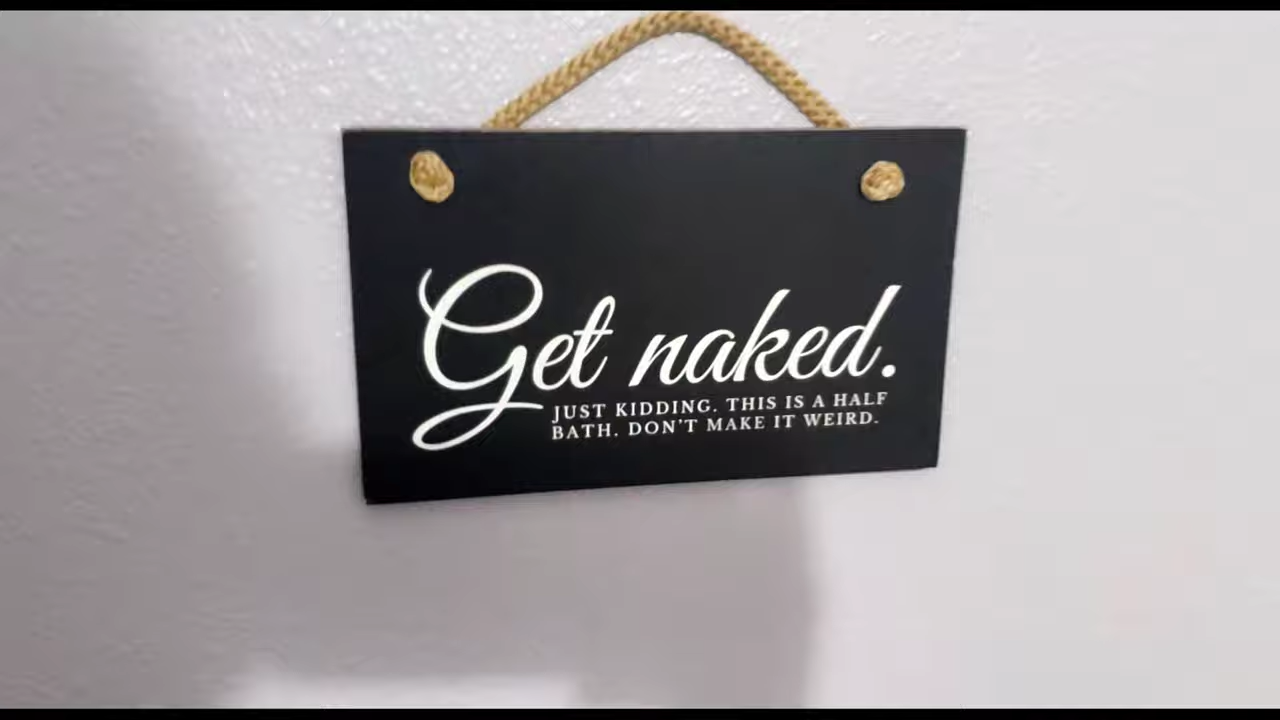 Get naked.
JUST KIDDING. THIS IS A HALF
BATH. DON'T MAKE IT WEIRD.